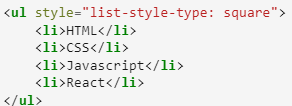 <ul style="list-style-type: square">
<li>HTML</li>
<li>CSS</li>
<li>Javascript</li>
<li>React</li>
</ul>